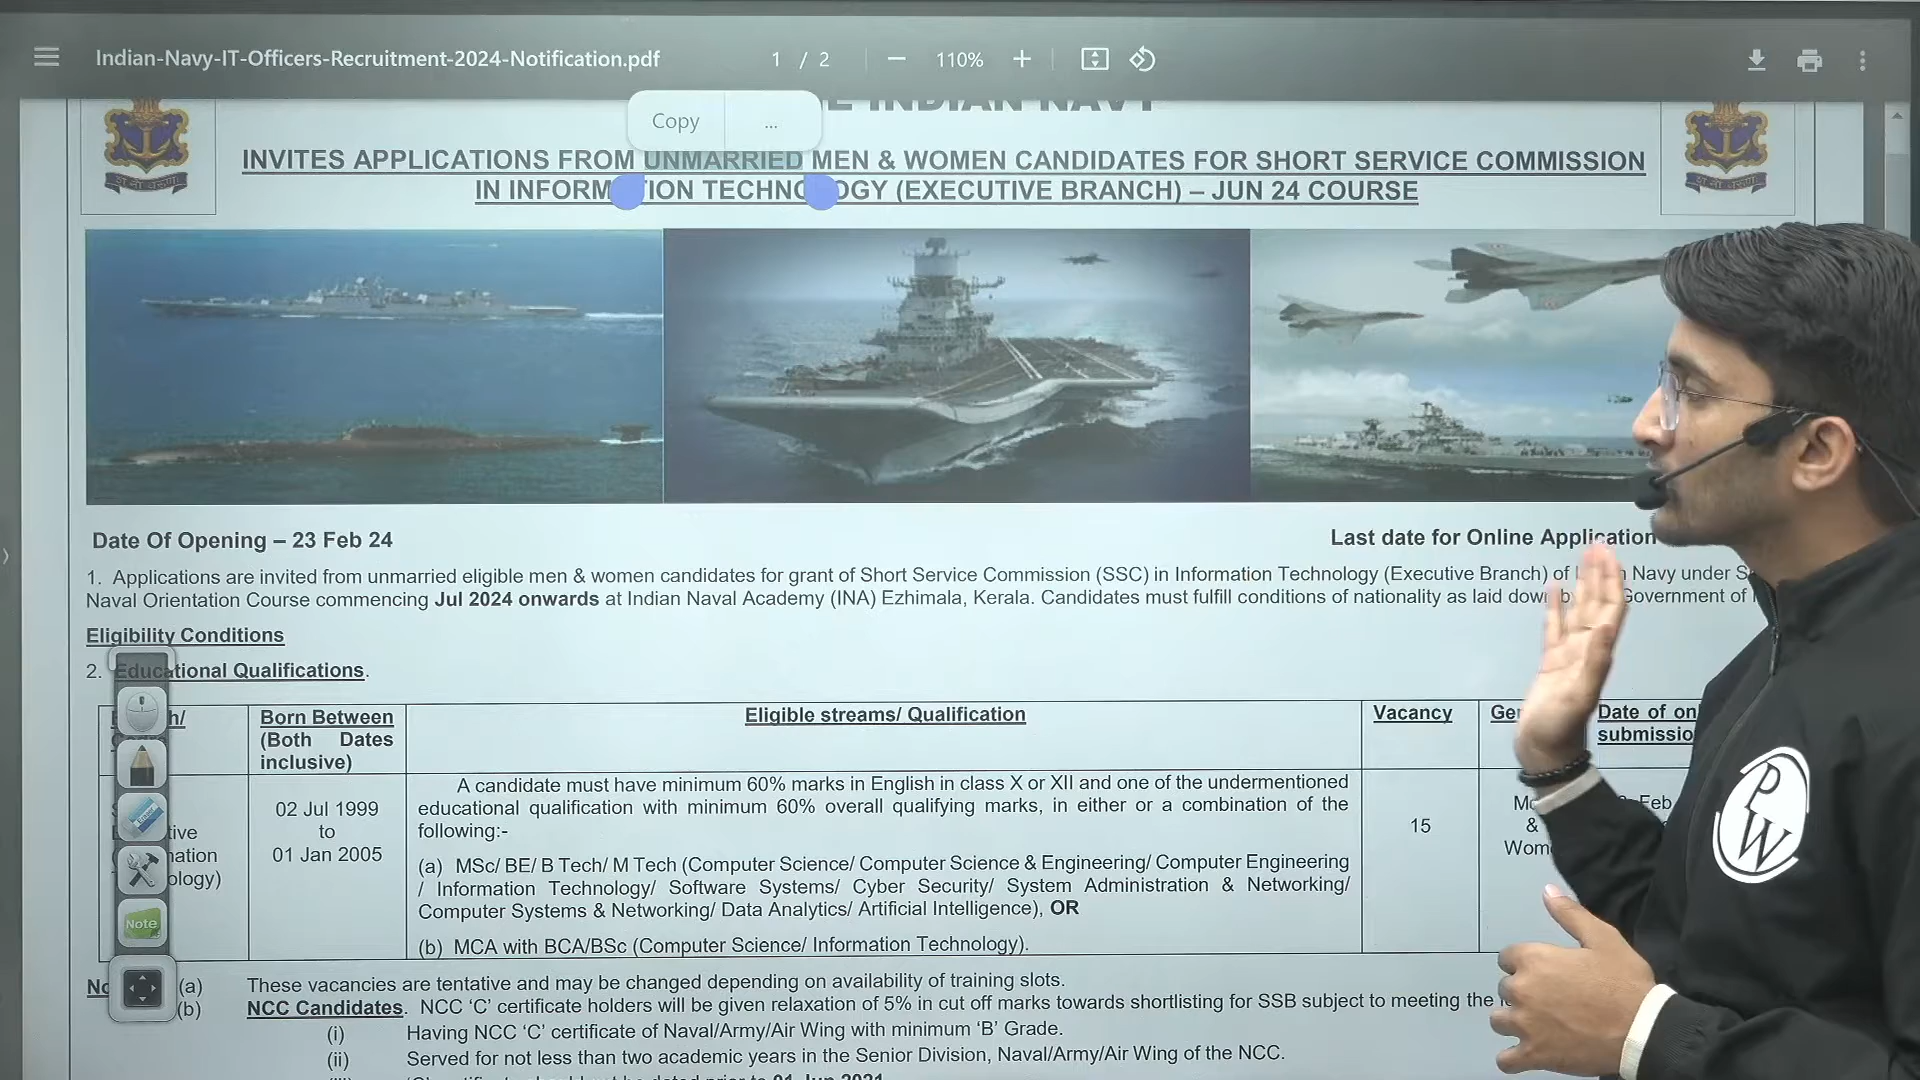 Indian-Navy-IT-Officers-Recruitment-2024-Notification.pdf 1 / 2 110%
Copy ...
INDIAN NAVY
INVITES APPLICATIONS FROM UNMARRIED MEN & WOMEN CANDIDATES FOR SHORT SERVICE COMMISSION
IN INFORM TION TECHNO OGY (EXECUTIVE BRANCH) – JUN 24 COURSE
Date Of Opening – 23 Feb 24
Last date for Online Application
1. Applications are invited from unmarried eligible men & women candidates for grant of Short Service Commission (SSC) in Information Technology (Executive Branch) of Navy under
Naval Orientation Course commencing Jul 2024 onwards at Indian Naval Academy (INA) Ezhimala, Kerala. Candidates must fulfill conditions of nationality as laid down Government of
Eligibility Conditions
2. Educational Qualifications.
Born Between (Both Dates inclusive)
Eligible streams/ Qualification
Vacancy
Date of
02 Jul 1999
to
01 Jan 2005
A candidate must have minimum 60% marks in English in class X or XII and one of the undermentioned
educational qualification with minimum 60% overall qualifying marks, in either or a combination of the
following:-
(a) MSc/ BE/ B Tech/ M Tech (Computer Science/ Computer Science & Engineering/ Computer Engineering
/ Information Technology/ Software Systems/ Cyber Security/ System Administration & Networking/
Computer Systems & Networking/ Data Analytics/ Artificial Intelligence), OR
(b) MCA with BCA/BSc (Computer Science/ Information Technology).
15
&
Feb
Eraser
Note
(a) These vacancies are tentative and may be changed depending on availability of training slots.
(b) NCC Candidates. NCC ‘C’ certificate holders will be given relaxation of 5% in cut off marks towards shortlisting for SSB subject to meeting the
(i) Having NCC ‘C’ certificate of Naval/Army/Air Wing with minimum ‘B’ Grade.
(ii) Served for not less than two academic years in the Senior Division, Naval/Army/Air Wing of the NCC.
01 Jun 2021
PW